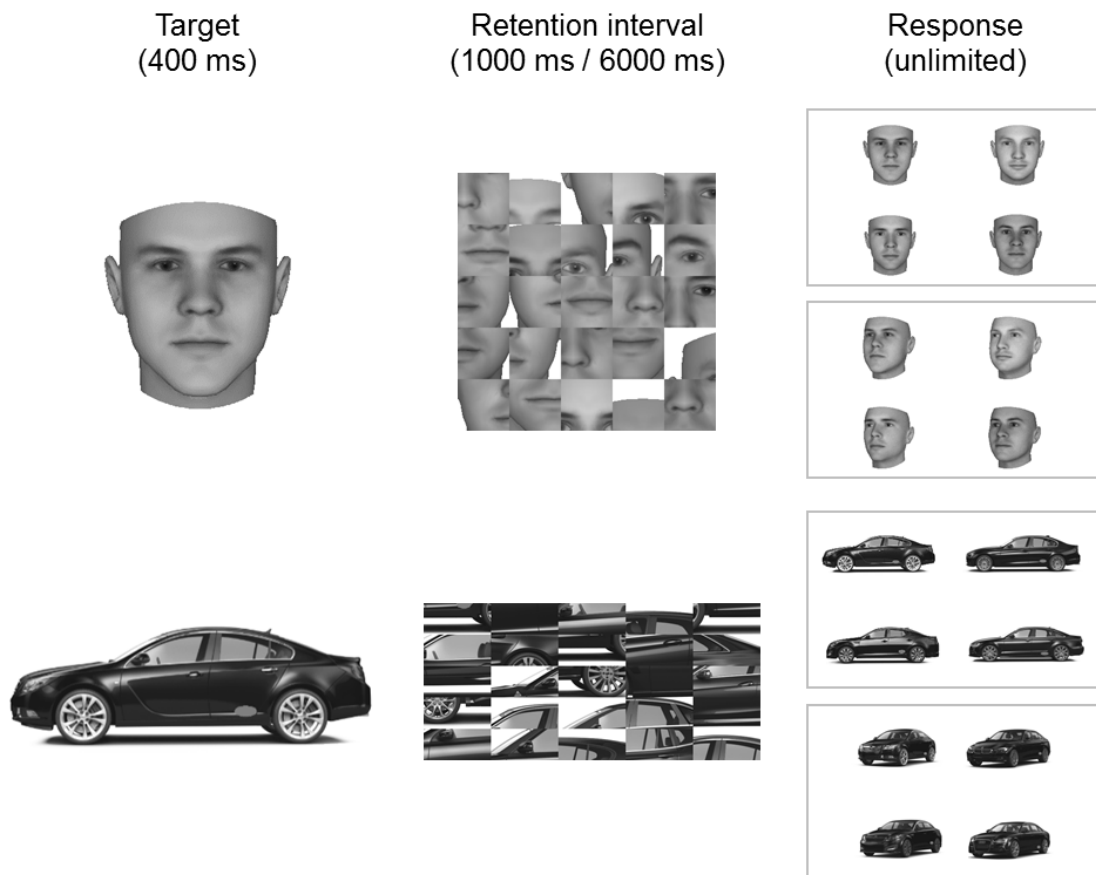 Target
(400 ms)
Retention interval
(1000 ms / 6000 ms)
Response
(unlimited)